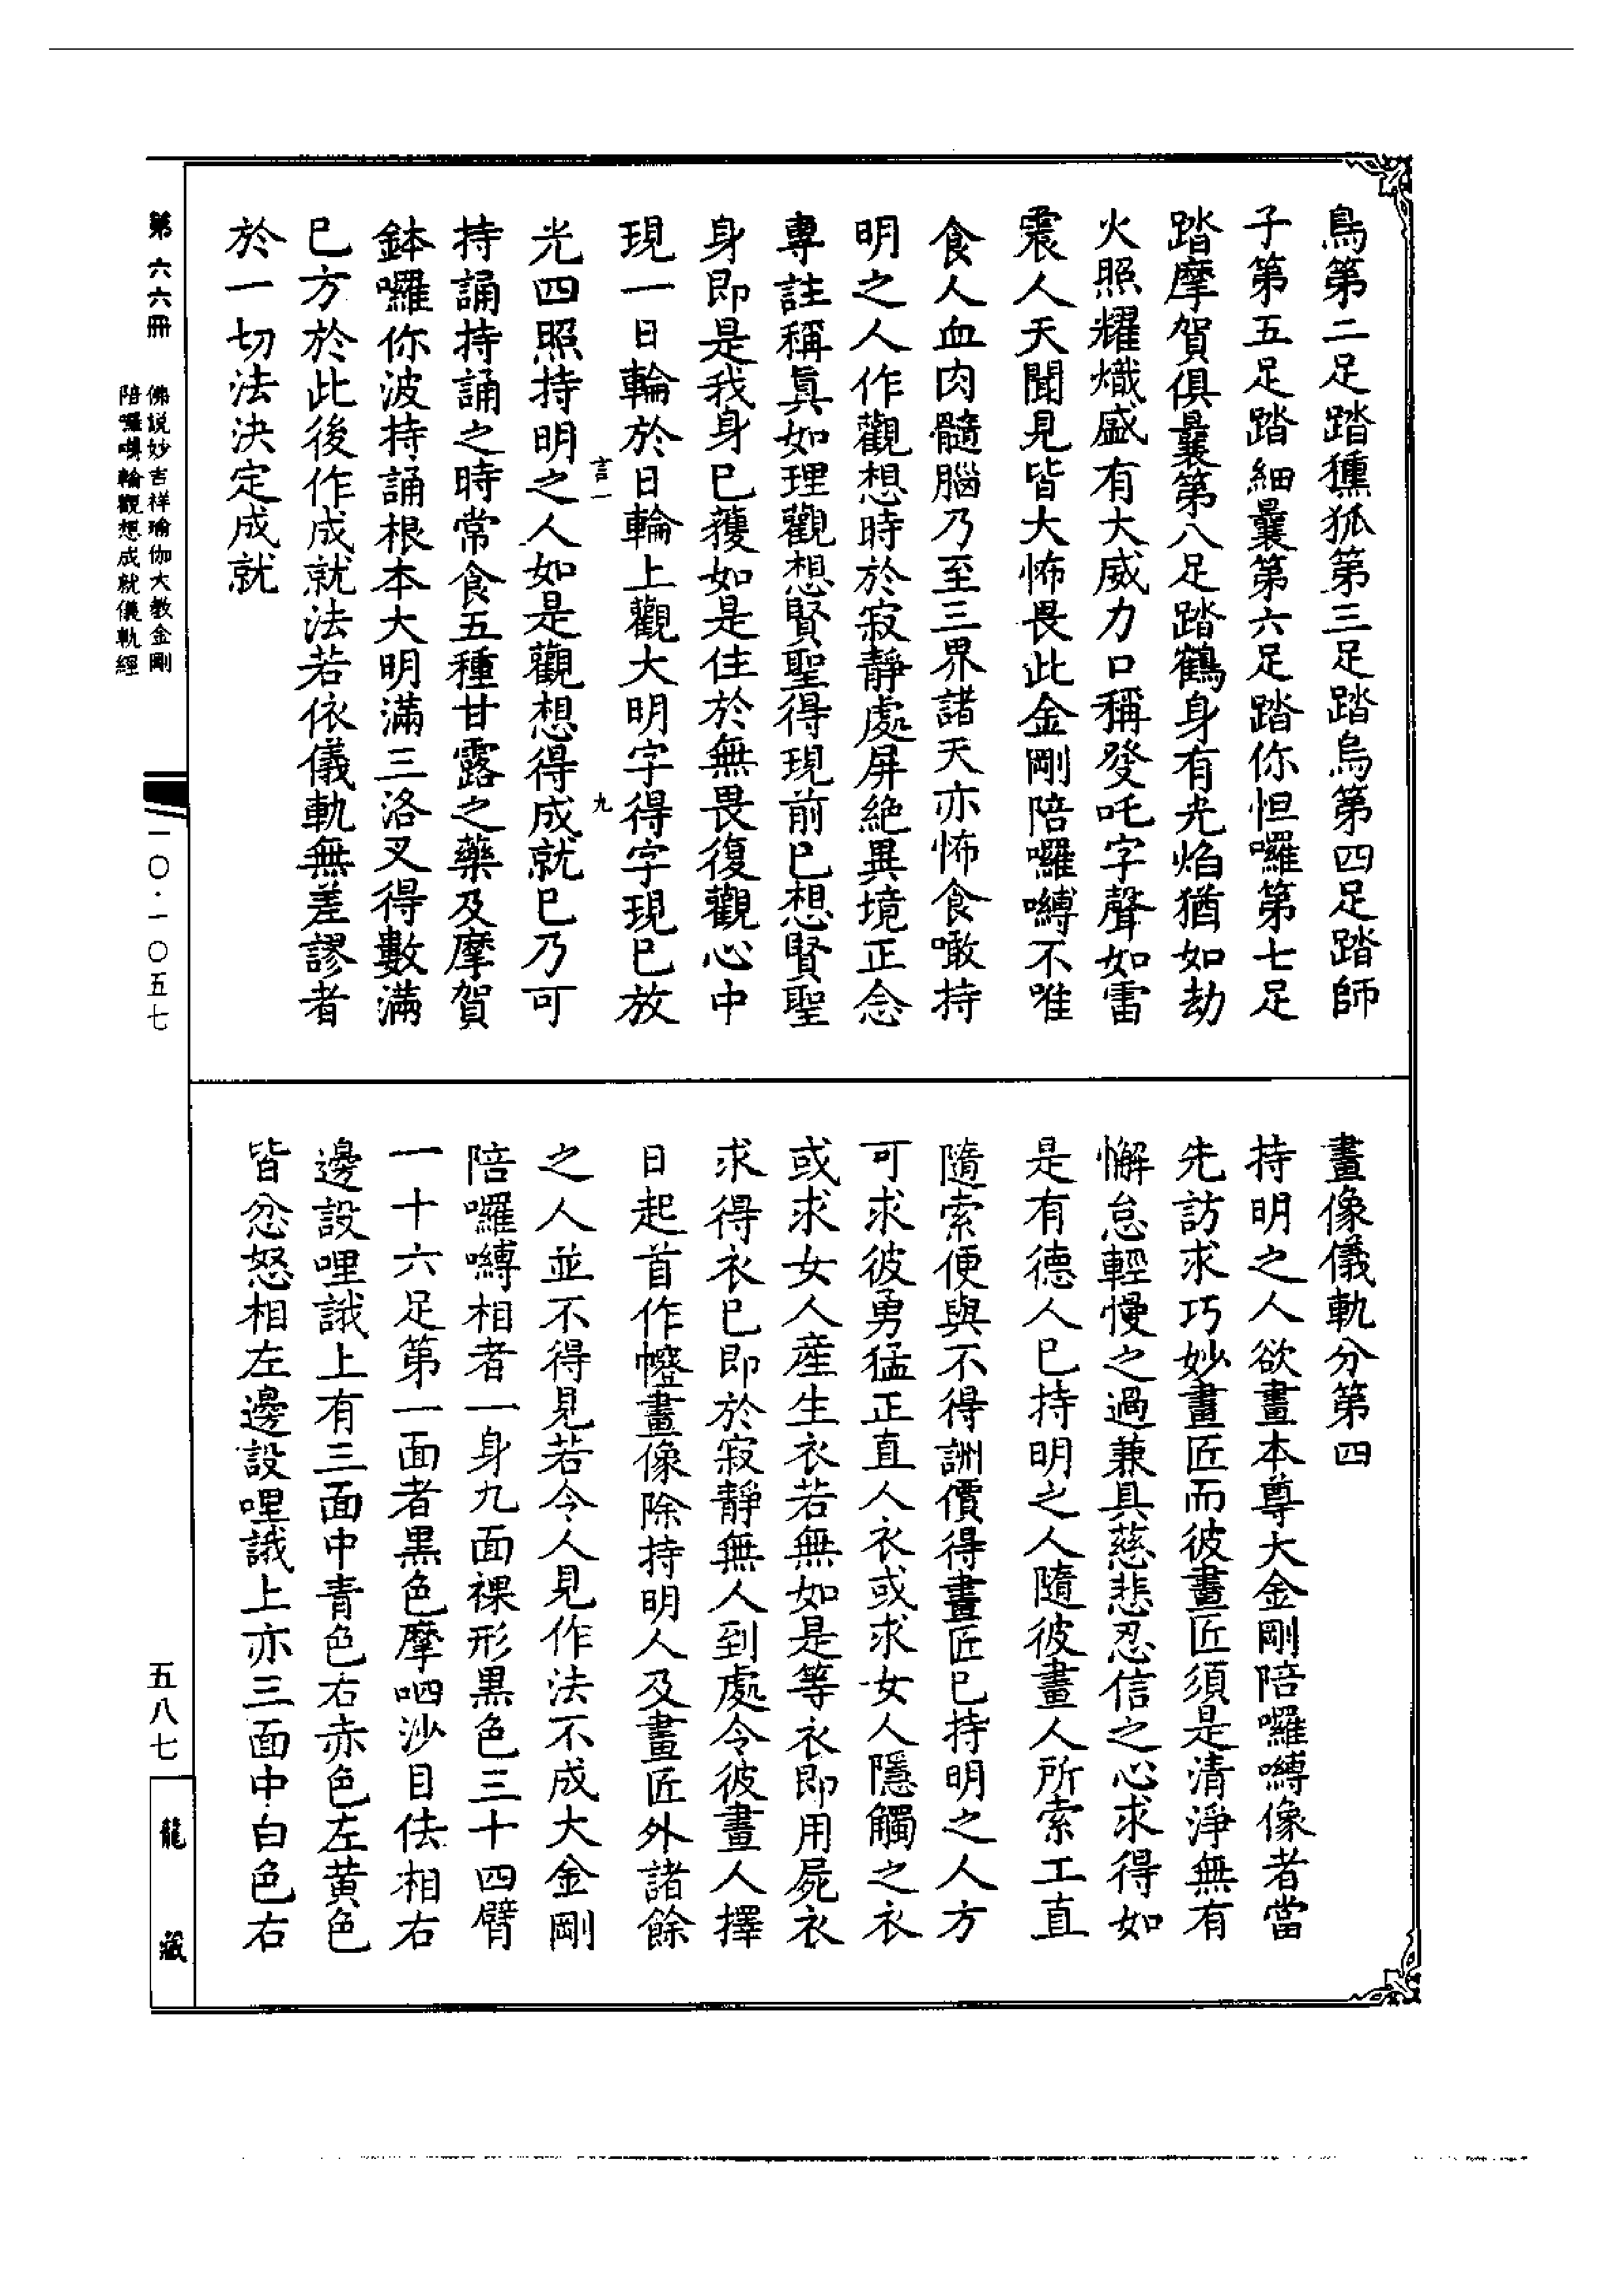 鳥第二足踏獯狐第三足踏烏第四足踏師
子第五足踏細曩第六足踏你怛囉第七足
踏摩賀俱曩第八足踏鶴身有光焰猶如劫
火照耀熾盛有大威力口稱發吒字聲如雷
震人天聞見皆大怖畏此金剛陪囉嚩不唯
食人血肉髓腦乃至三界諸天亦怖食噉持
明之人作觀想時於寂靜處屏絶異境正念
專註稱眞如理觀想賢聖得現前已想賢聖
身即是我身已獲如是住於無畏復觀心中
現一日輪於日輪上觀大明字得字現已放
言一 九
光四照持明之人如是觀想得成就已乃可
持誦持誦之時常食五種甘露之藥及摩賀
鉢囉你波持誦根本大明滿三洛叉得數滿
已方於此後作成就法若依儀軌無差謬者
於一切法決定成就
畫像儀軌分第四
持明之人欲畫本尊大金剛陪囉嚩像者當
先訪求巧妙畫匠而彼畫匠須是清淨無有
懈怠輕慢之過兼具慈悲忍信之心求得如
是有德人已持明之人隨彼畫人所索工直
隨索便與不得詶價得畫匠已持明之人方
可求彼勇猛正直人衣或求女人隱觸之衣
或求女人産生衣若無如是等衣即用屍衣
求得衣已即於寂靜無人到處令彼畫人擇
日起首作㡧畫像除持明人及畫匠外諸餘
之人並不得見若令人見作法不成大金剛
陪囉嚩相者一身九面裸形黑色三十四臂
一十六足第一面者黑色摩呬沙目佉相右
邊設哩誐上有三面中青色右赤色左黄色
皆忿怒相左邊設哩誐上亦三面中白色右
第六六冊
佛説妙吉祥瑜伽大教金剛
陪囉嚩輪觀想成就儀軌經
一〇·一〇五七
五八七
龍藏